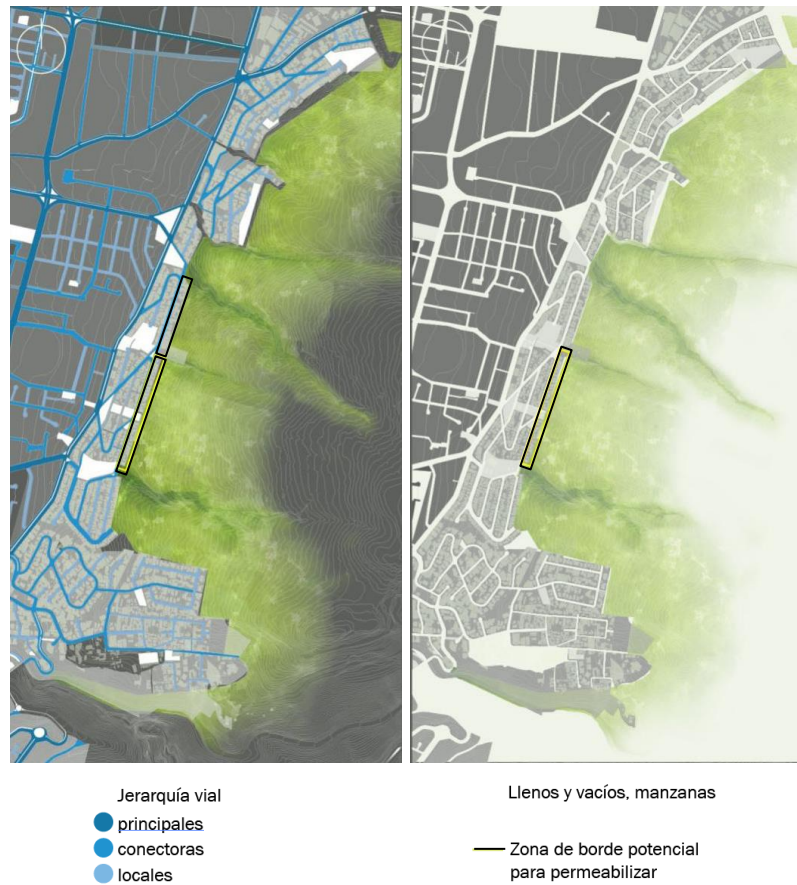 Jerarquía vial
principales
conectoras
locales
Llenos y vacíos, manzanas
Zona de borde potencial
para permeabilizar